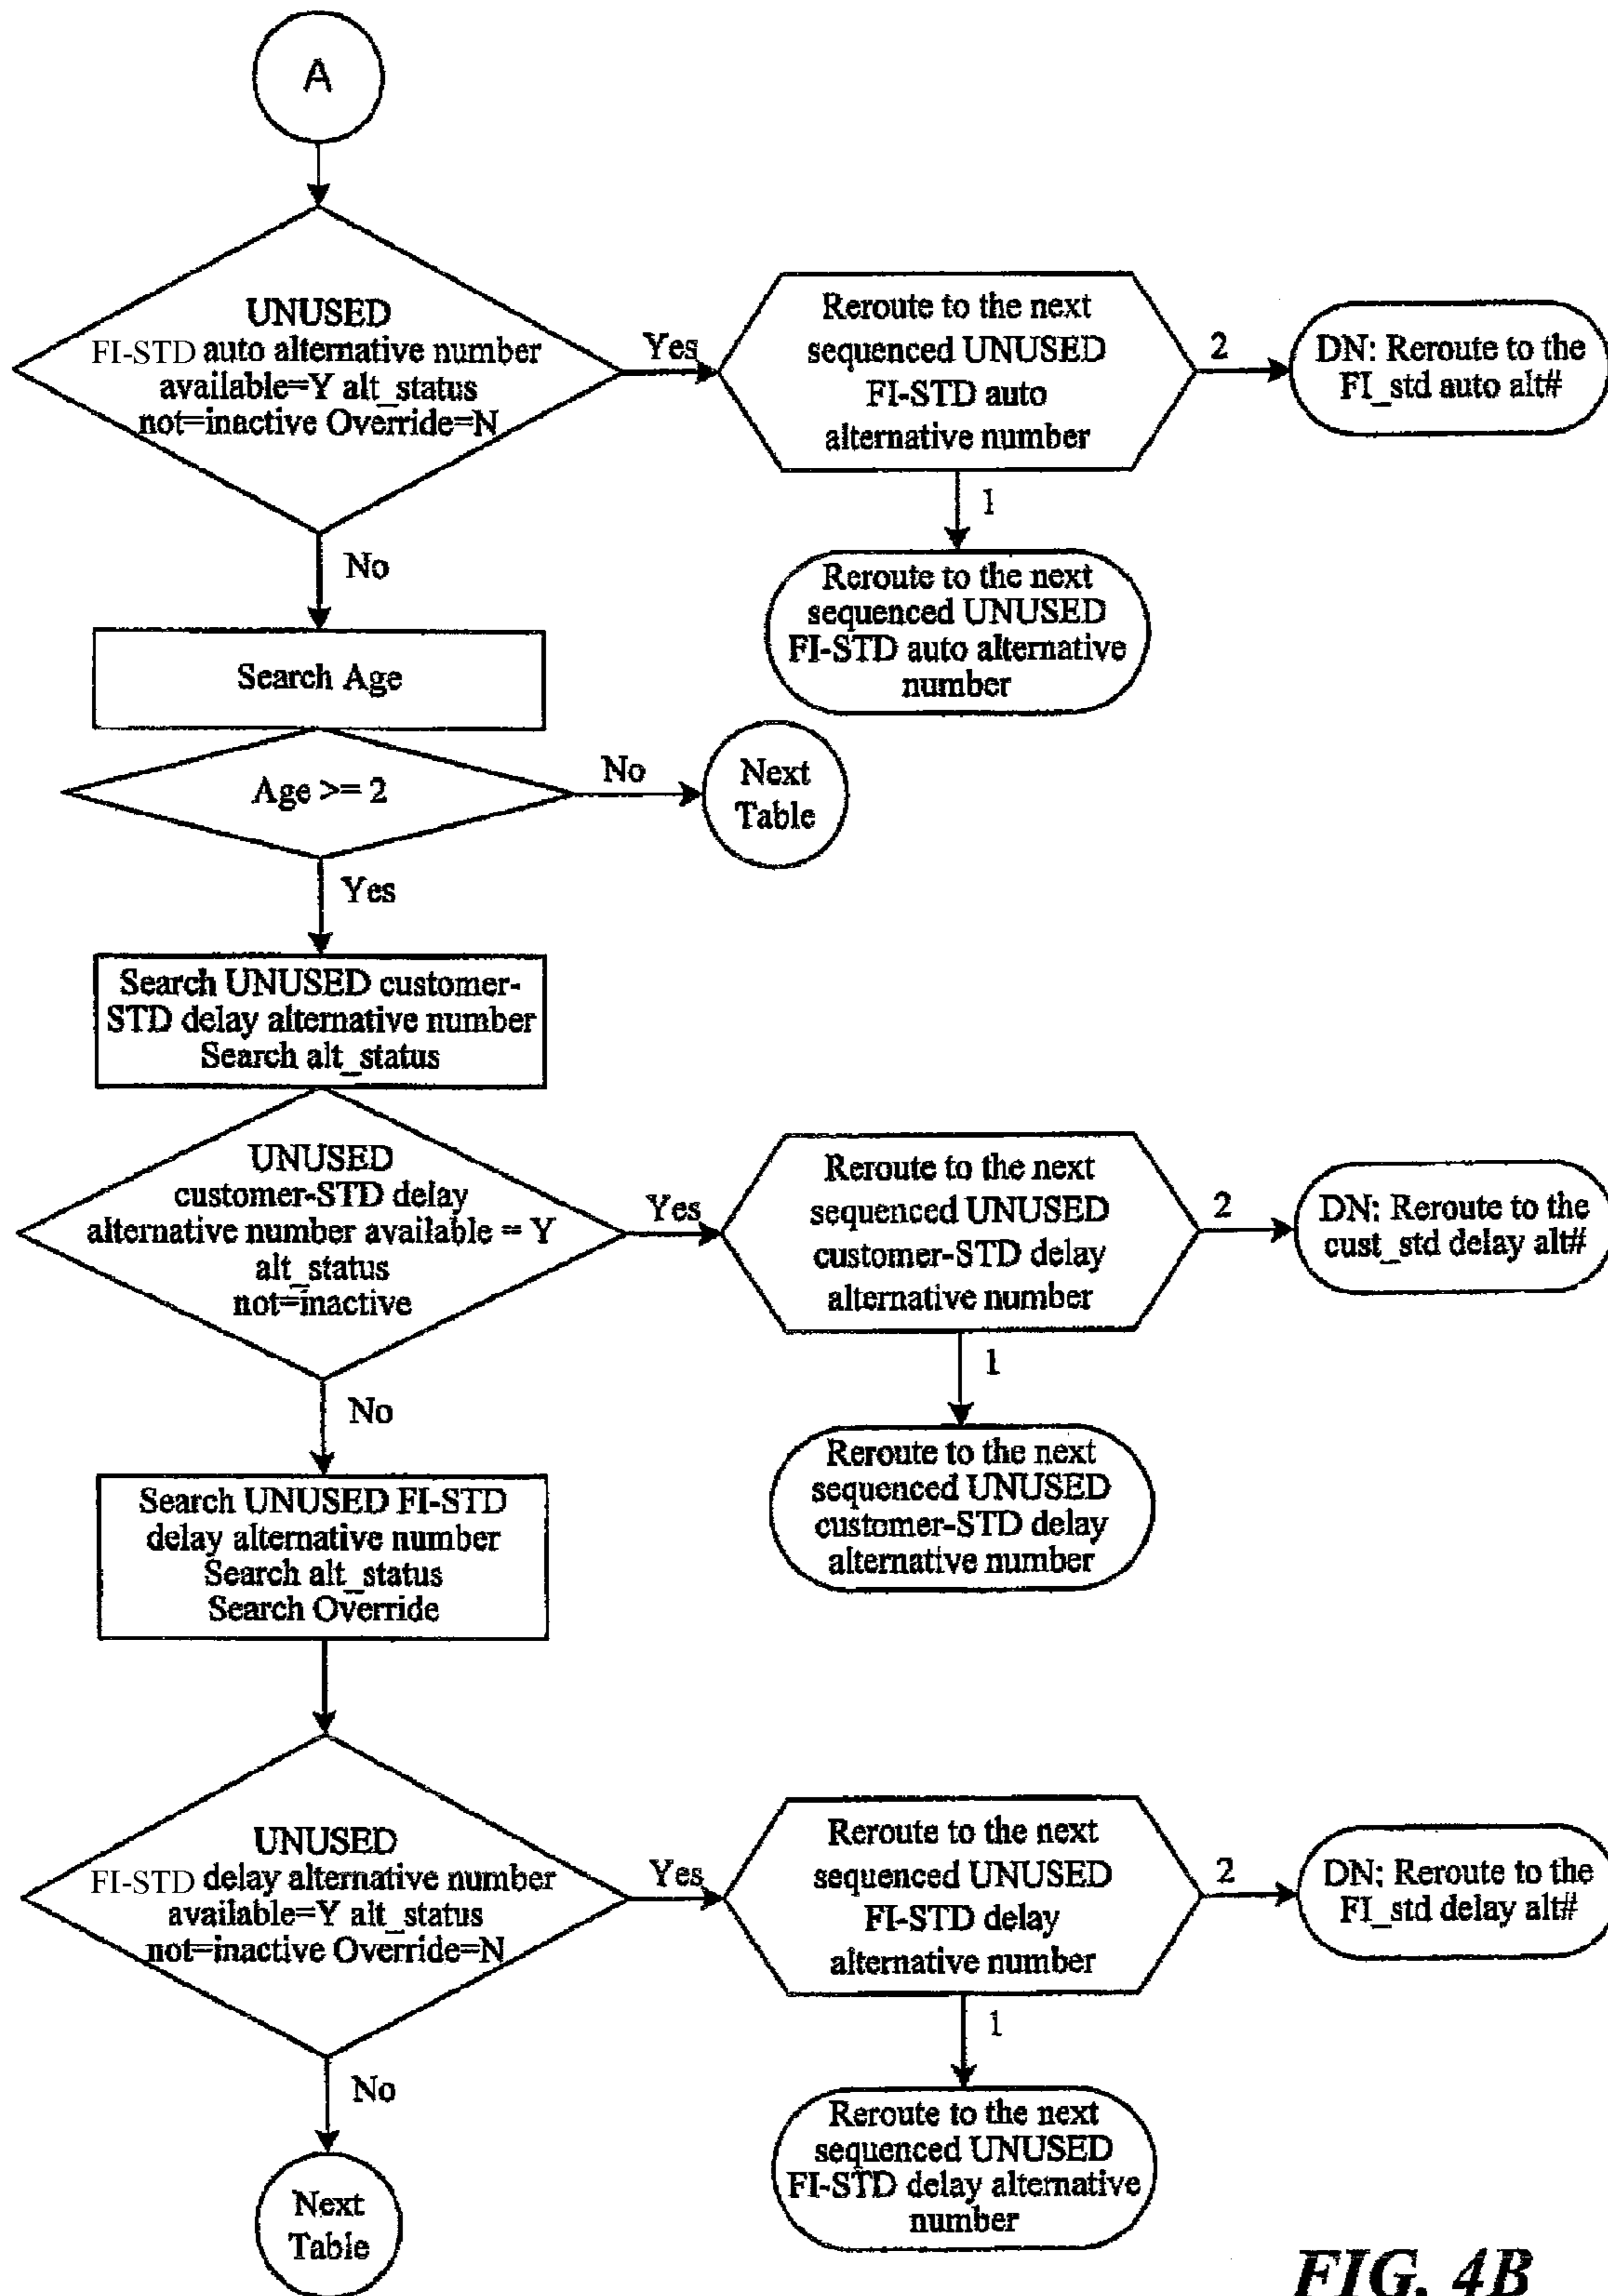 A
UNUSED
FI-STD auto alternative number
available=Y alt_status
not=inactive Override=N
Yes
Reroute to the next
sequenced UNUSED
FI-STD auto
alternative number
2
DN: Reroute to the
FI_std auto alt#
1
Reroute to the next
sequenced UNUSED
FI-STD auto alternative
number
No
Search Age
Age >= 2
No
Next
Table
Yes
Search UNUSED customer-
STD delay alternative number
Search alt_status
UNUSED
customer-STD delay
alternative number available = Y
alt_status
not=inactive
Yes
Reroute to the next
sequenced UNUSED
customer-STD delay
alternative number
2
DN: Reroute to the
cust_std delay alt#
1
Reroute to the next
sequenced UNUSED
customer-STD delay
alternative number
No
Search UNUSED FI-STD
delay alternative number
Search alt_status
Search Override
UNUSED
FI-STD delay alternative number
available=Y alt_status
not=inactive Override=N
Yes
Reroute to the next
sequenced UNUSED
FI-STD delay
alternative number
2
DN: Reroute to the
FI_std delay alt#
1
Reroute to the next
sequenced UNUSED
FI-STD delay alternative
number
No
Next
Table
FIG. 4B